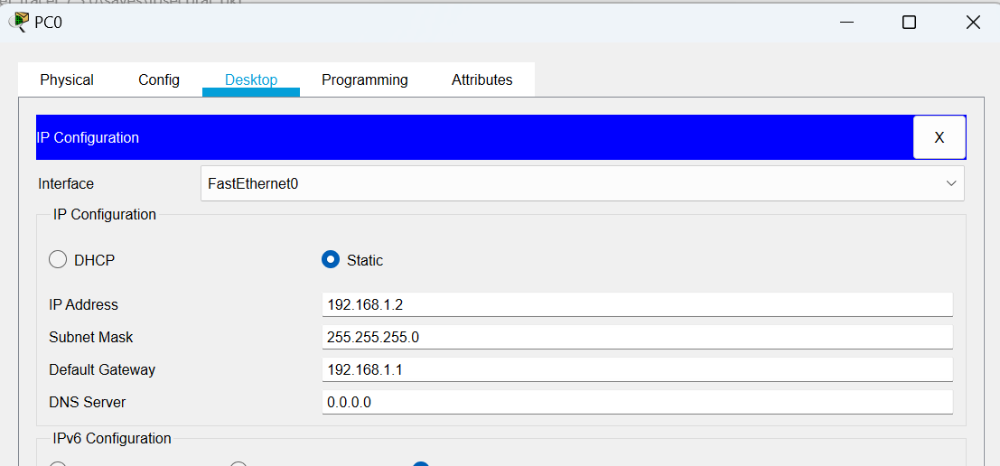 PC0
Physical Config Desktop Programming Attributes
IP Configuration X
Interface FastEthernet0
IP Configuration
DHCP Static
IP Address 192.168.1.2
Subnet Mask 255.255.255.0
Default Gateway 192.168.1.1
DNS Server 0.0.0.0
IPv6 Configuration